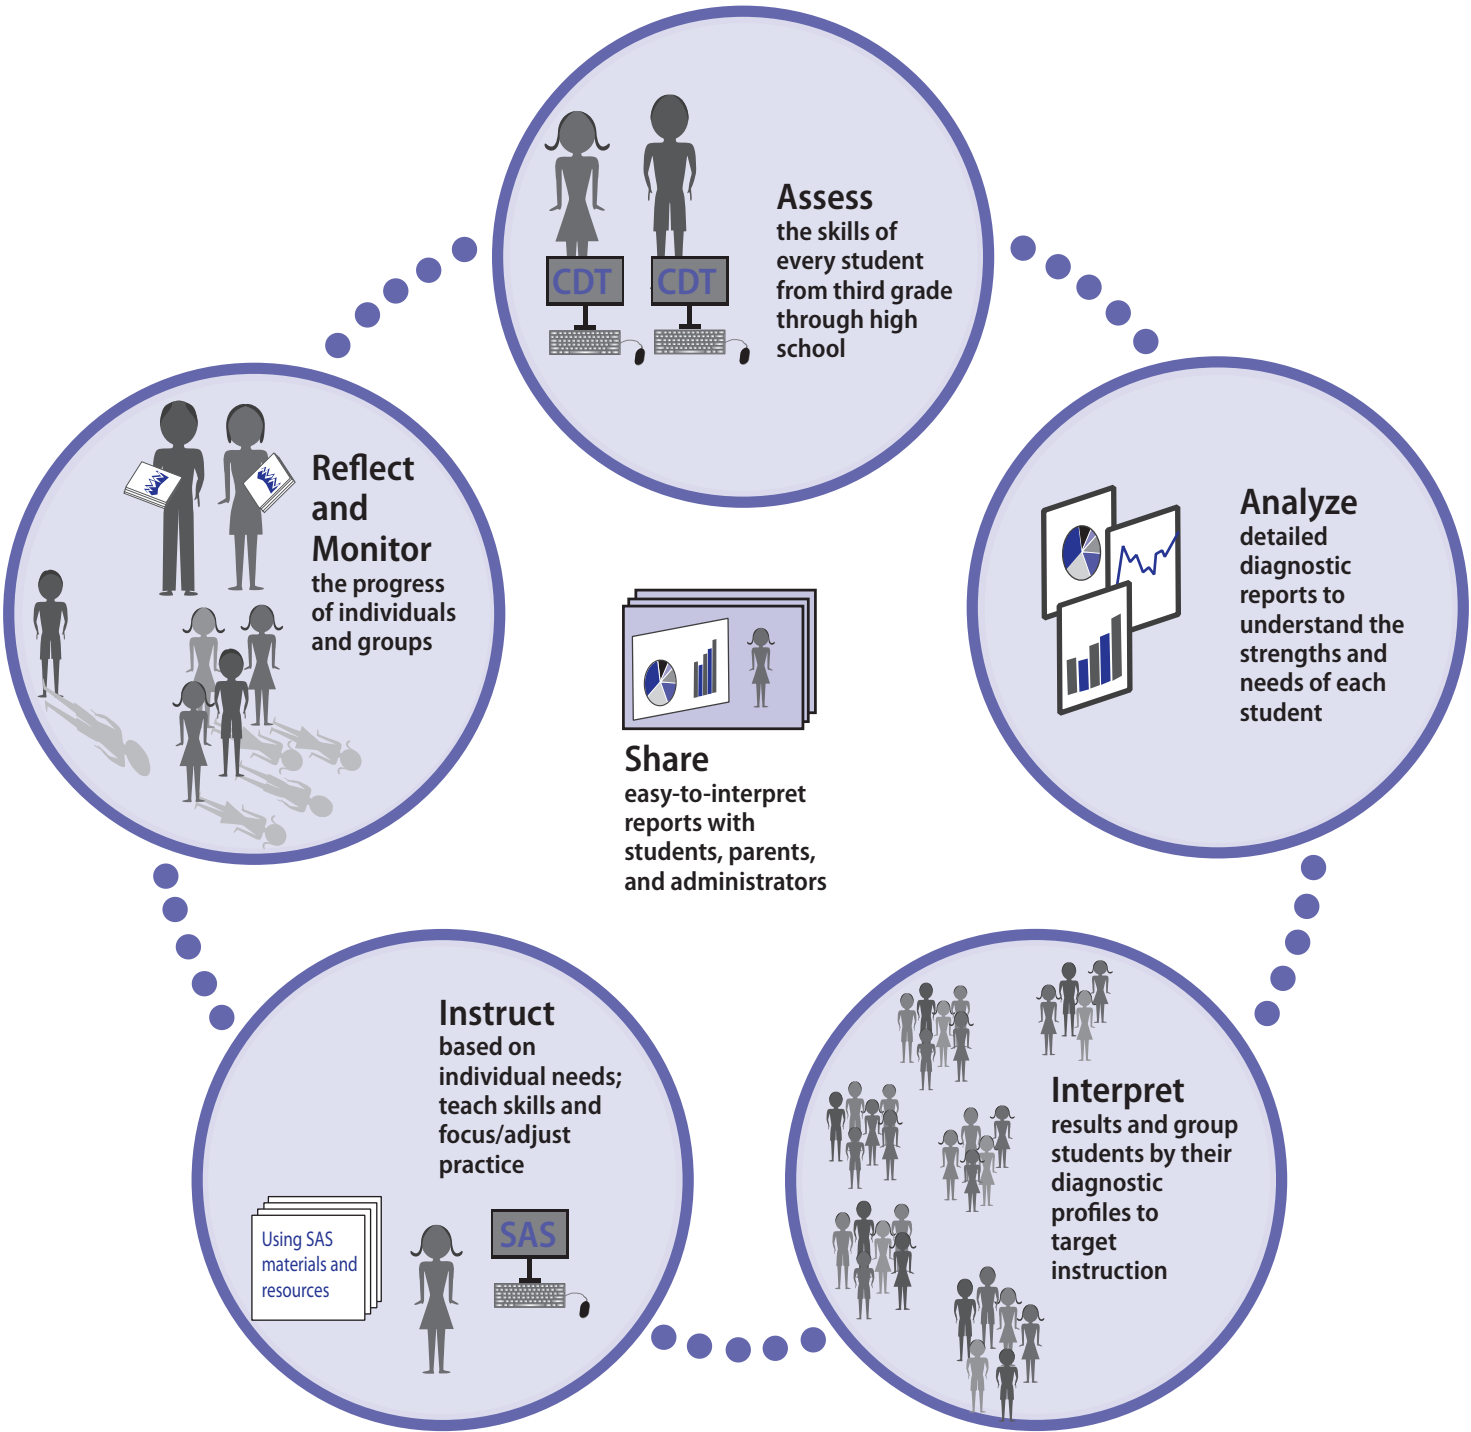 CDT
CDT
Assess
the skills of
every student
from third grade
through high
school
Analyze
detailed
diagnostic
reports to
understand the
strengths and
needs of each
student
Interpret
results and group
students by their
diagnostic
profiles to
target
instruction
Instruct
based on
individual needs;
teach skills and
focus/adjust
practice
Using SAS
materials and
resources
SAS
Reflect
and
Monitor
the progress
of individuals
and groups
Share
easy-to-interpret
reports with
students, parents,
and administrators